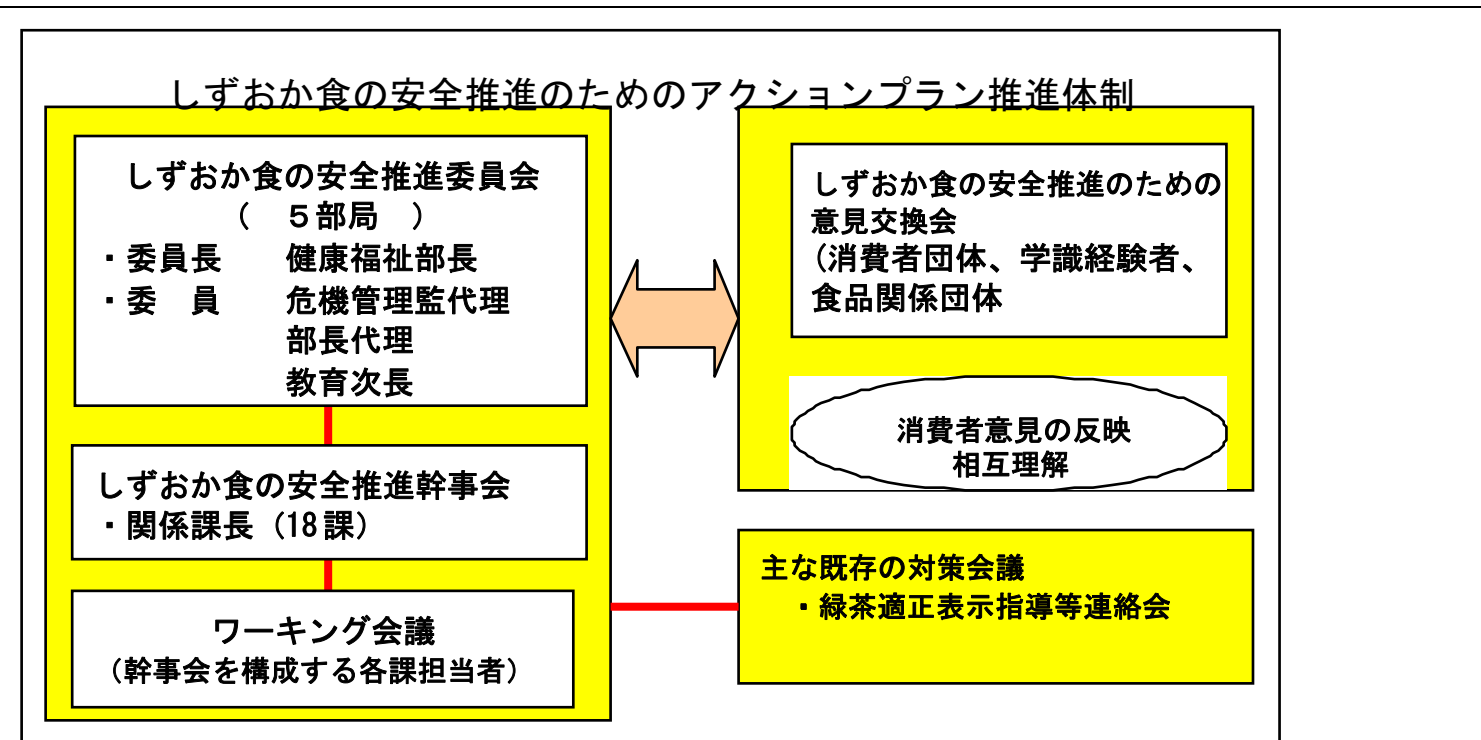 しずおか食の安全推進のためのアクションプラン推進体制
しずおか食の安全推進委員会
（　５部局　）
・委員長　　健康福祉部長
・委　員　　危機管理監代理
部長代理
教育次長
しずおか食の安全推進幹事会
・関係課長（18課）
ワーキング会議
（幹事会を構成する各課担当者）
しずおか食の安全推進のための
意見交換会
（消費者団体、学識経験者、
食品関係団体
消費者意見の反映
相互理解
主な既存の対策会議
・緑茶適正表示指導等連絡会